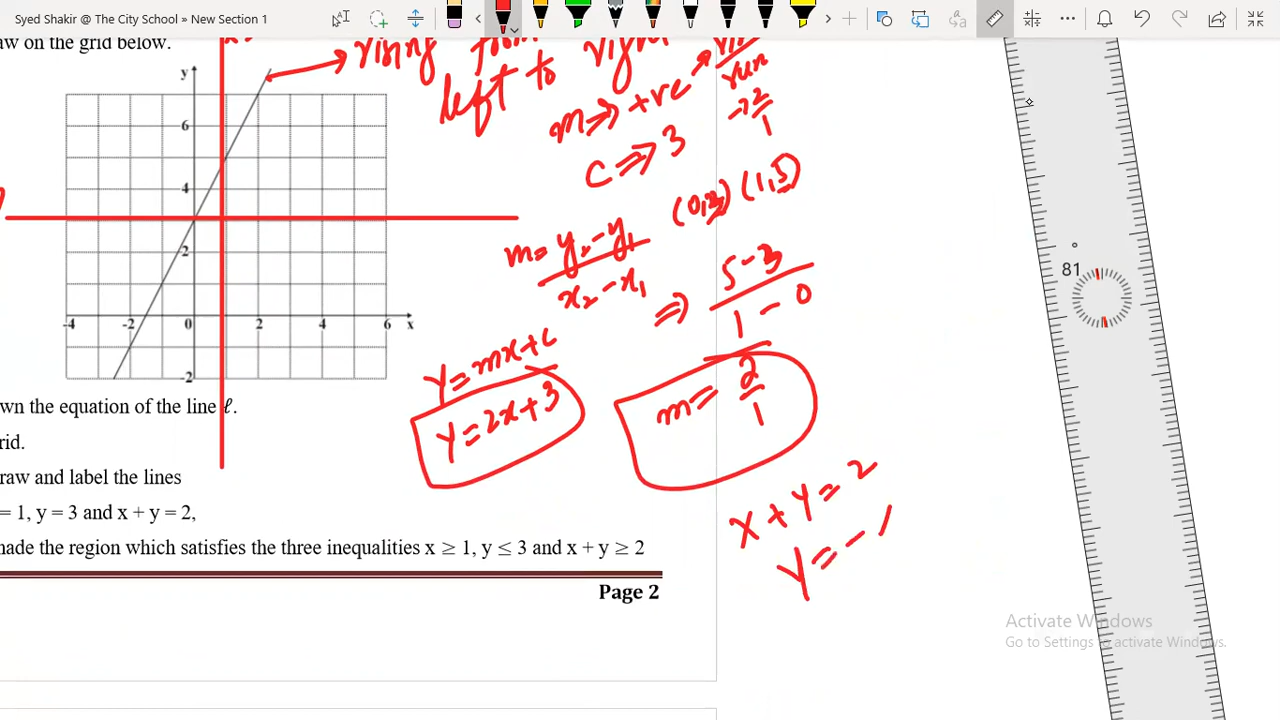 Syed Shakir @ The City School » New Section 1
aw on the grid below.
rising from
left to
m ⇒ +ve
rise/run
→ 2/1
c ⇒ 3
(0,3) (1,5)
y
6
4
2
-4 -2 0 2 4 6 x
-2
m = y₂-y₁/x₂-x₁ ⇒ 5-3/1-0
m = 2/1
y = mx+c
y = 2x+3
wn the equation of the line ℓ.
rid.
raw and label the lines
= 1, y = 3 and x + y = 2,
hade the region which satisfies the three inequalities x ≥ 1, y ≤ 3 and x + y ≥ 2
Page 2
x + y = 2
y = -
81°
Activate Windows
Go to Settings to activate Windows.